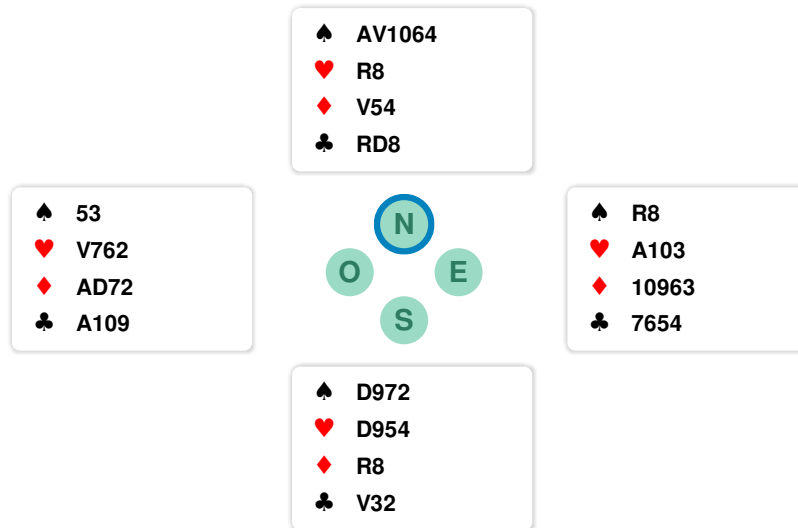 ♠ AV1064
♥ R8
♦ V54
♣ RD8
♠ 53
♥ V762
♦ AD72
♣ A109
N
O E
S
♠ R8
♥ A103
♦ 10963
♣ 7654
♠ D972
♥ D954
♦ R8
♣ V32